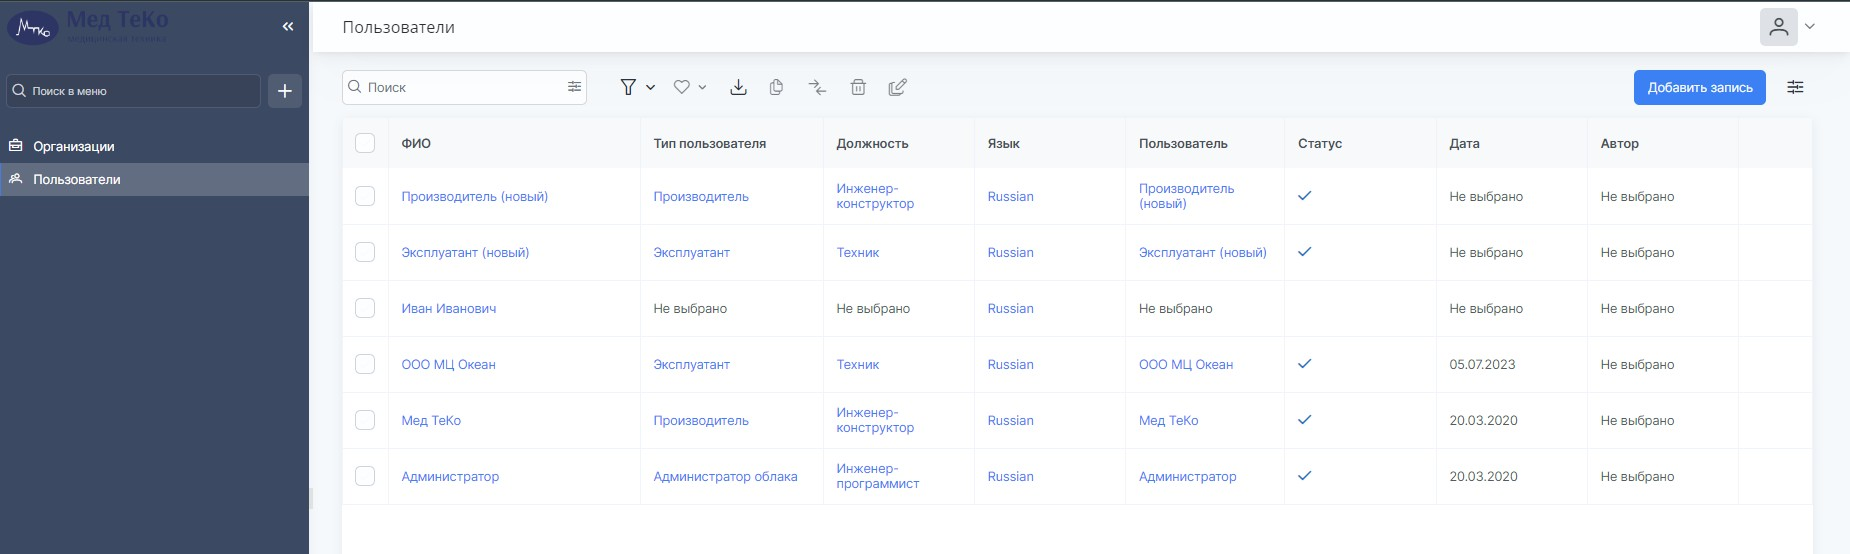 Мед ТеКо
МЕДИЦИНСКАЯ ТЕХНИКА
Пользователи
Поиск в меню
Поиск
Добавить запись
Организации
Пользователи
ФИО Тип пользователя Должность Язык Пользователь Статус Дата Автор
Производитель (новый) Производитель Инженер-конструктор Russian Производитель (новый) Не выбрано Не выбрано
Эксплуатант (новый) Эксплуатант Техник Russian Эксплуатант (новый) Не выбрано Не выбрано
Иван Иванович Не выбрано Не выбрано Russian Не выбрано Не выбрано Не выбрано
ООО МЦ Океан Эксплуатант Техник Russian ООО МЦ Океан 05.07.2023 Не выбрано
Мед ТеКо Производитель Инженер-конструктор Russian Мед ТеКо 20.03.2020 Не выбрано
Администратор Администратор облака Инженер-программист Russian Администратор 20.03.2020 Не выбрано